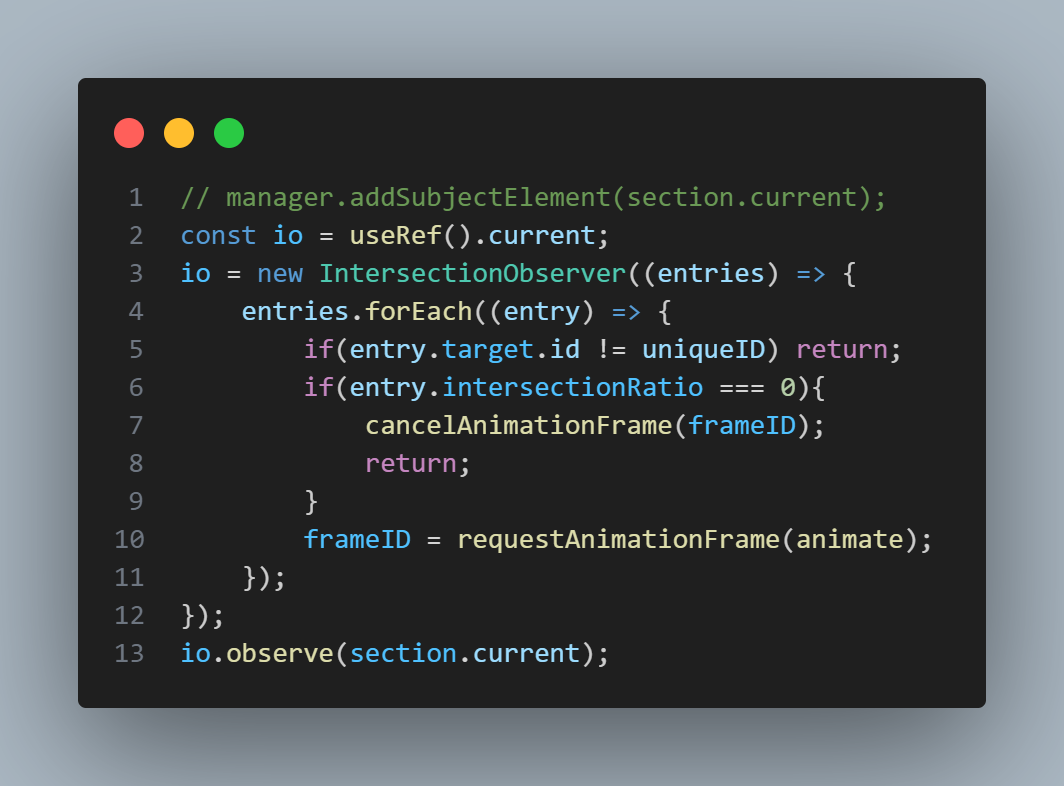 1 // manager.addSubjectElement(section.current);
2 const io = useRef().current;
3 io = new IntersectionObserver((entries) => {
4     entries.forEach((entry) => {
5         if(entry.target.id != uniqueID) return;
6         if(entry.intersectionRatio === 0){
7             cancelAnimationFrame(frameID);
8             return;
9         }
10         frameID = requestAnimationFrame(animate);
11     });
12 });
13 io.observe(section.current);